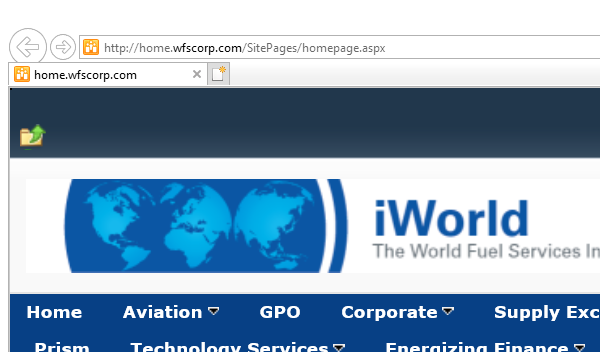 http://home.wfscorp.com/SitePages/homepage.aspx
home.wfscorp.com
iWorld
The World Fuel Services In
Home Aviation GPO Corporate Supply Exc
Prism Technology Services Energizing Finance